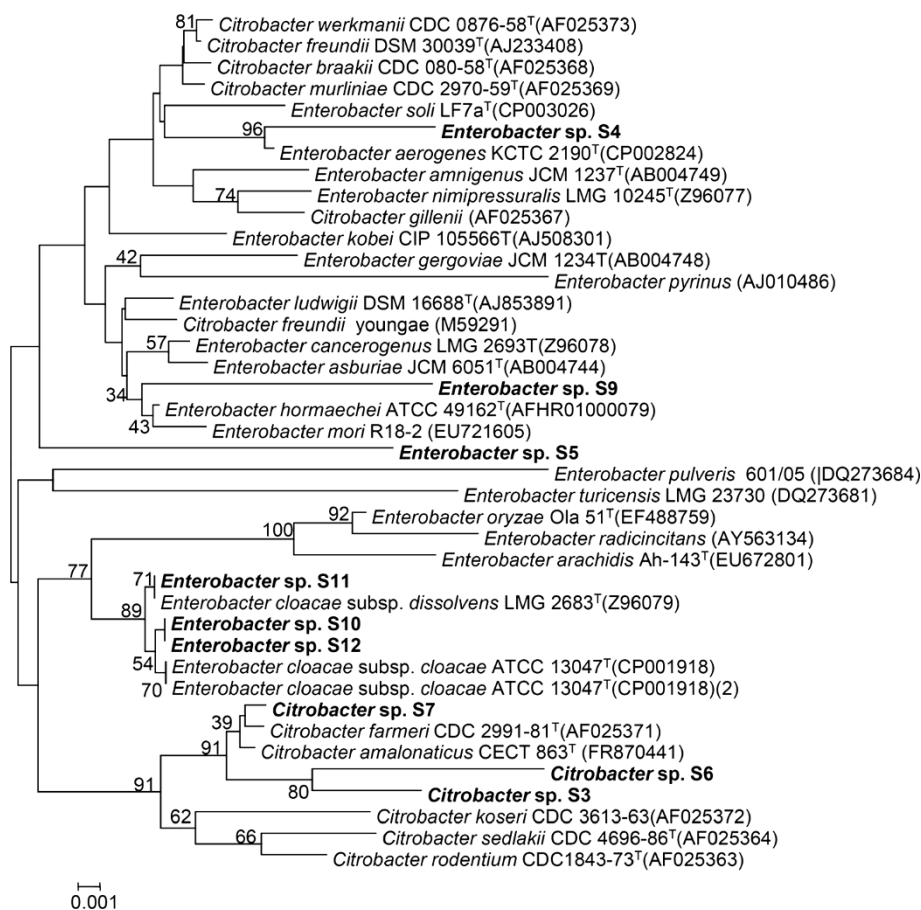 81 Citrobacter werkmanii CDC 0876-58ᵀ(AF025373)
Citrobacter freundii DSM 30039ᵀ(AJ233408)
Citrobacter braakii CDC 080-58ᵀ(AF025368)
Citrobacter murliniae CDC 2970-59ᵀ(AF025369)
Enterobacter soli LF7aᵀ(CP003026)
96 Enterobacter sp. S4
Enterobacter aerogenes KCTC 2190ᵀ(CP002824)
Enterobacter amnigenus JCM 1237ᵀ(AB004749)
74 Enterobacter nimipressuralis LMG 10245ᵀ(Z96077)
Citrobacter gillenii (AF025367)
Enterobacter kobei CIP 105566T(AJ508301)
42 Enterobacter gergoviae JCM 1234T(AB004748)
Enterobacter pyrinus (AJ010486)
Enterobacter ludwigii DSM 16688ᵀ(AJ853891)
Citrobacter freundii youngae (M59291)
57 Enterobacter cancerogenus LMG 2693T(Z96078)
Enterobacter asburiae JCM 6051ᵀ(AB004744)
34 Enterobacter sp. S9
Enterobacter hormaechei ATCC 49162ᵀ(AFHR01000079)
43 Enterobacter mori R18-2 (EU721605)
Enterobacter sp. S5
Enterobacter pulveris 601/05 (|DQ273684)
Enterobacter turicensis LMG 23730 (DQ273681)
92 Enterobacter oryzae Ola 51ᵀ(EF488759)
100 Enterobacter radicincitans (AY563134)
Enterobacter arachidis Ah-143ᵀ(EU672801)
77 71 Enterobacter sp. S11
89 Enterobacter cloacae subsp. dissolvens LMG 2683ᵀ(Z96079)
Enterobacter sp. S10
Enterobacter sp. S12
54 Enterobacter cloacae subsp. cloacae ATCC 13047ᵀ(CP001918)
70 Enterobacter cloacae subsp. cloacae ATCC 13047ᵀ(CP001918)(2)
39 Citrobacter sp. S7
Citrobacter farmeri CDC 2991-81ᵀ(AF025371)
91 Citrobacter amalonaticus CECT 863ᵀ (FR870441)
91 Citrobacter sp. S6
80 Citrobacter sp. S3
62 Citrobacter koseri CDC 3613-63(AF025372)
66 Citrobacter sedlakii CDC 4696-86ᵀ(AF025364)
Citrobacter rodentium CDC1843-73ᵀ(AF025363)
0.001